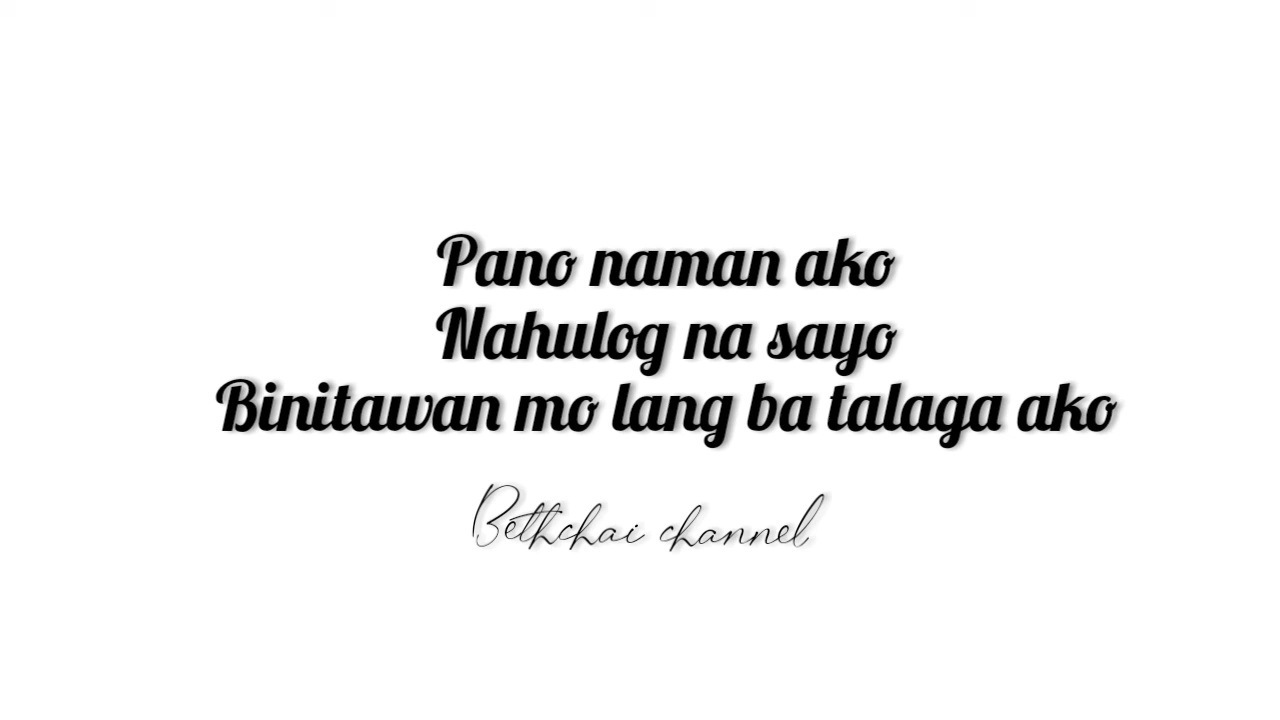 Pano naman ako
Nahulog na sayo
Binitawan mo lang ba talaga ako
Bethchai channel